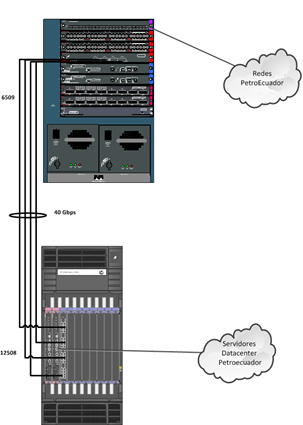 Redes
PetroEcuador
6509
40 Gbps
Servidores
Datacenter
Petroecuador
12508